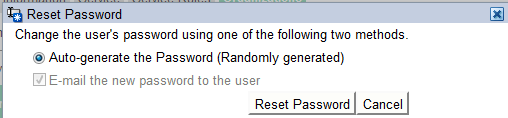 Reset Password
Change the user's password using one of the following two methods.
Auto-generate the Password (Randomly generated)
E-mail the new password to the user
Reset Password Cancel